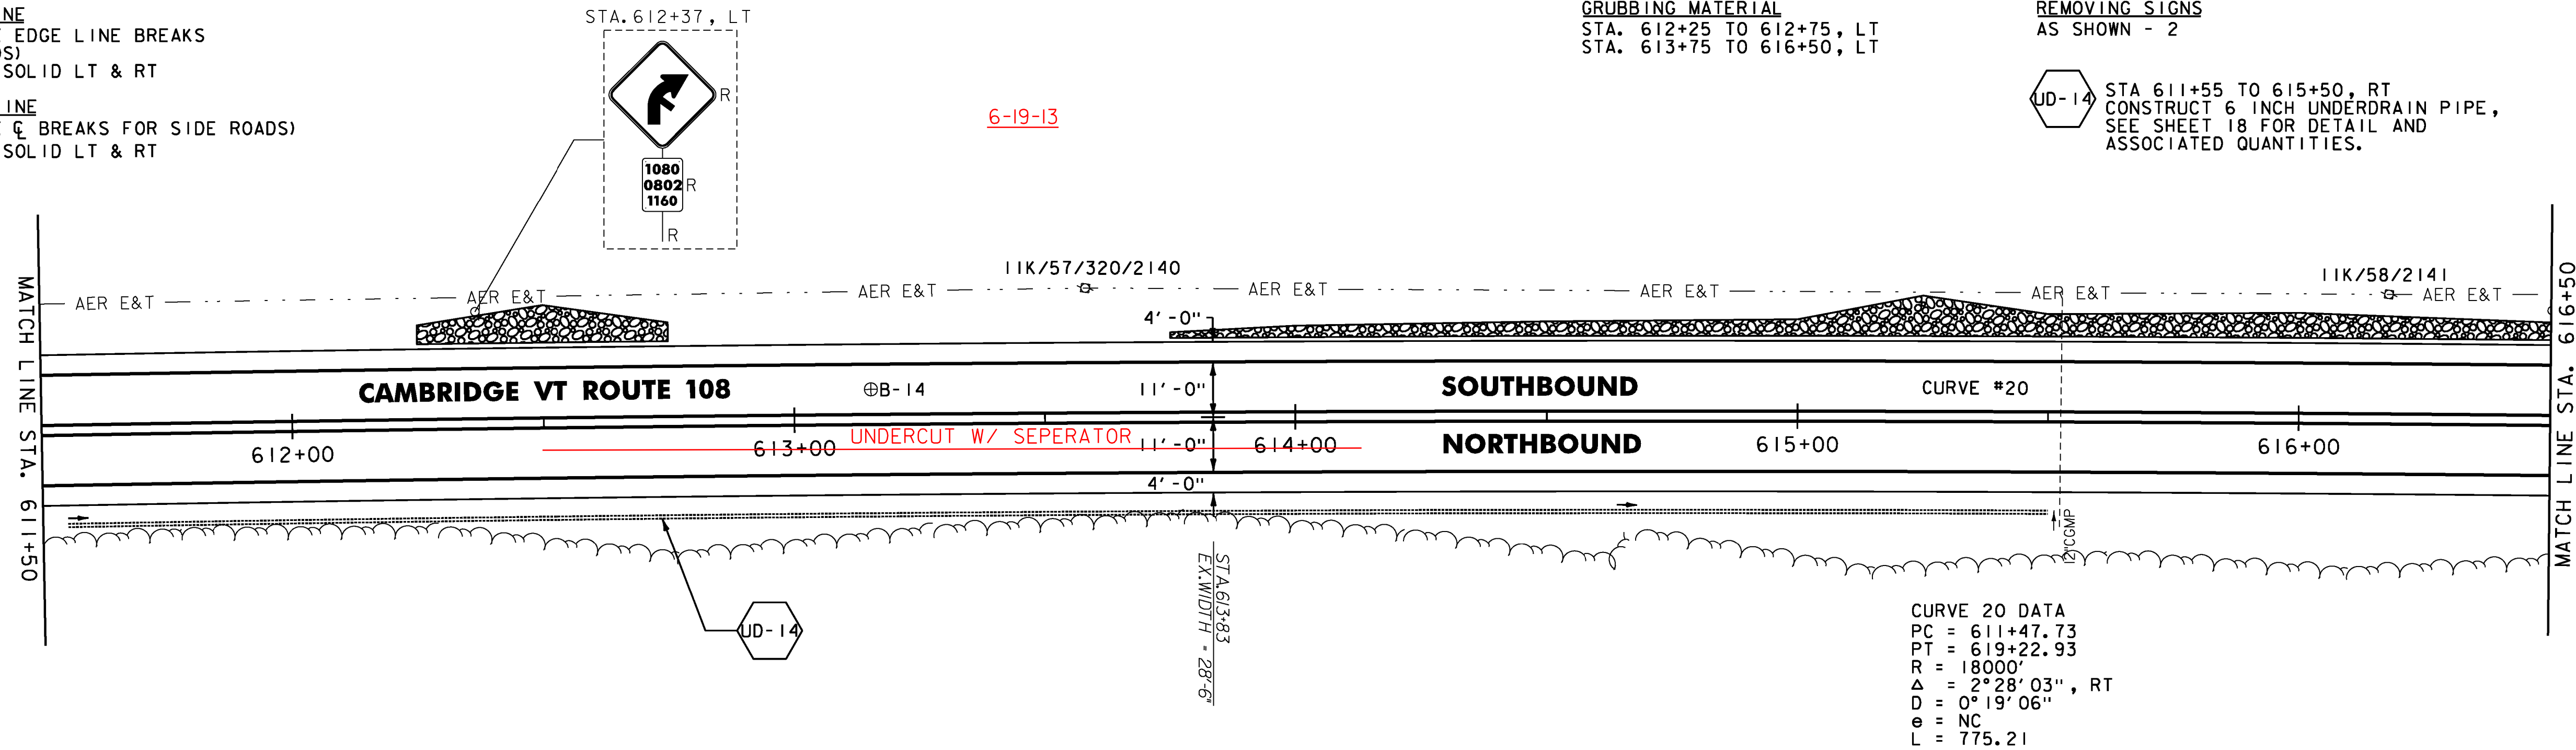 INE
EDGE LINE BREAKS
DS)
SOLID LT & RT
INE
℄ BREAKS FOR SIDE ROADS)
SOLID LT & RT
STA.612+37, LT
R
1080
0802 R
1160
R
6-19-13
GRUBBING MATERIAL
STA. 612+25 TO 612+75, LT
STA. 613+75 TO 616+50, LT
REMOVING SIGNS
AS SHOWN - 2
UD-14
STA 611+55 TO 615+50, RT
CONSTRUCT 6 INCH UNDERDRAIN PIPE,
SEE SHEET 18 FOR DETAIL AND
ASSOCIATED QUANTITIES.
MATCH LINE STA. 611+50
11K/57/320/2140
11K/58/2141
AER E&T AER E&T AER E&T AER E&T AER E&T AER E&T AER E&T
4'-0"
CAMBRIDGE VT ROUTE 108 ⊕B-14 11'-0" SOUTHBOUND CURVE #20
UNDERCUT W/ SEPERATOR
612+00 613+00 11'-0" 614+00 NORTHBOUND 615+00 616+00
4'-0"
12"CGMP
MATCH LINE STA. 616+50
STA.613+83
EX.WIDTH = 28'-6"
UD-14
CURVE 20 DATA
PC = 611+47.73
PT = 619+22.93
R = 18000'
Δ = 2°28'03", RT
D = 0°19'06"
e = NC
L = 775.21